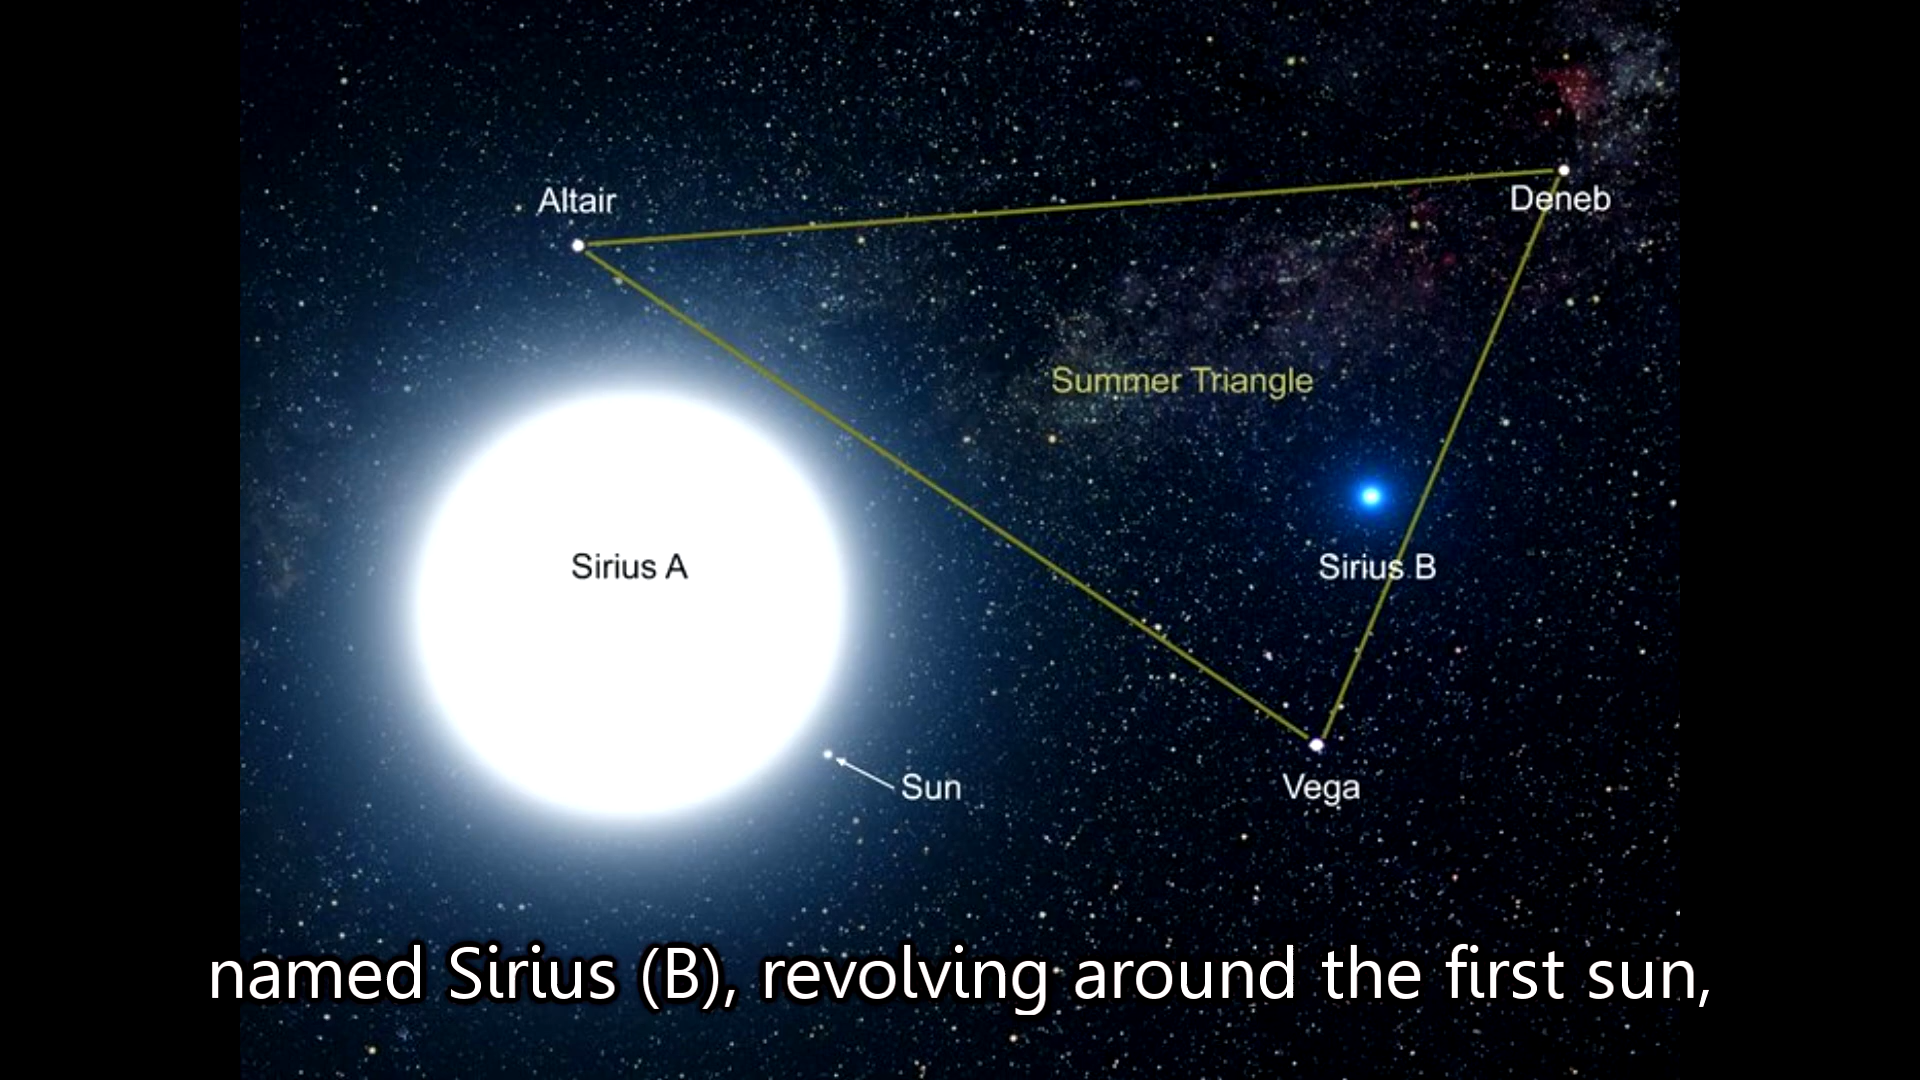 Altair
Deneb
Summer Triangle
Sirius A
Sirius B
Sun
Vega
named Sirius (B), revolving around the first sun,